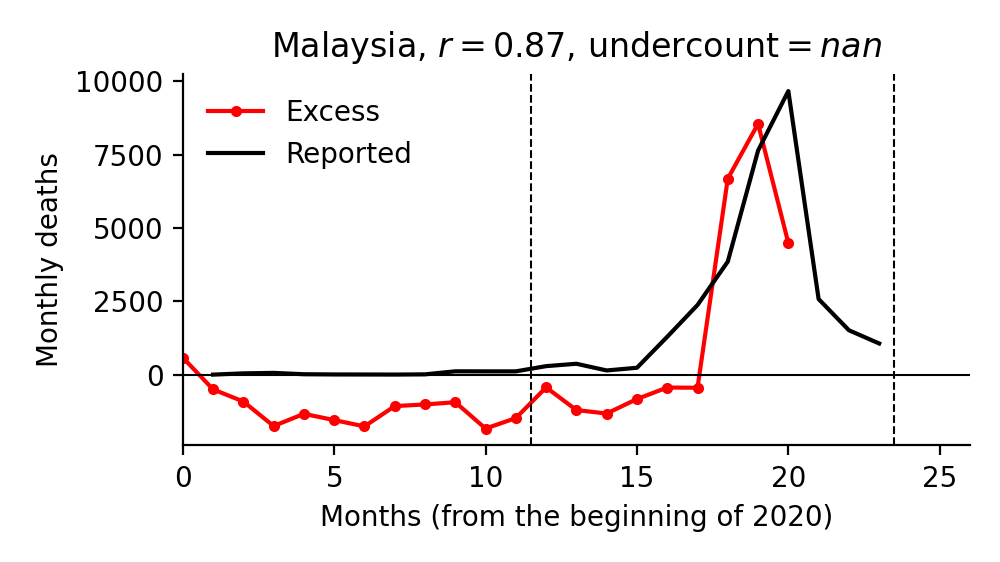 Malaysia, r = 0.87, undercount = nan
Excess
Reported
Monthly deaths
10000
7500
5000
2500
0
0 5 10 15 20 25
Months (from the beginning of 2020)